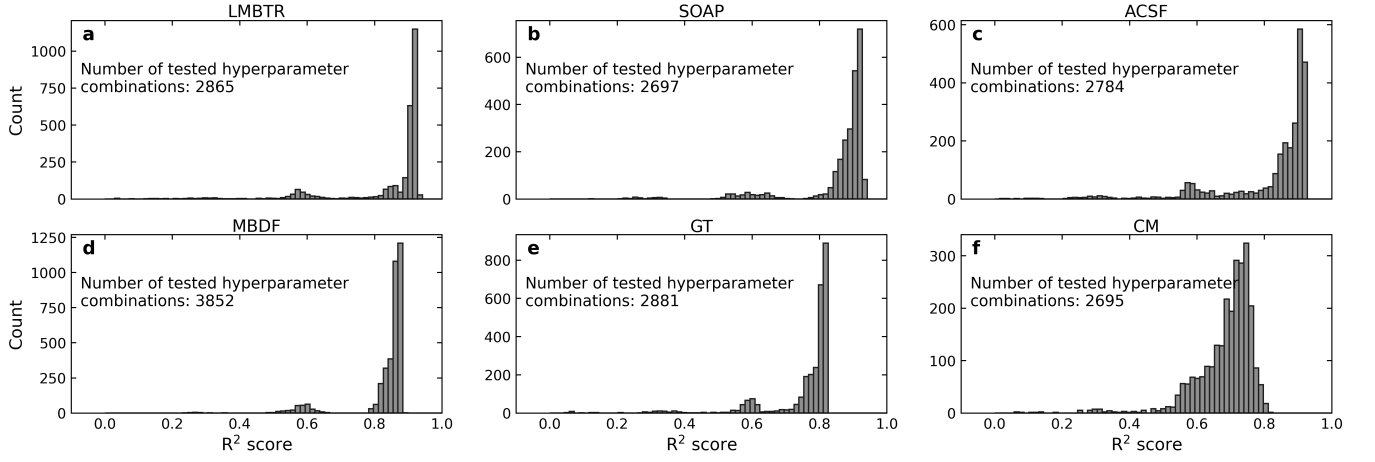 LMBTR
a
Number of tested hyperparameter
combinations: 2865
Count
1000
750
500
250
0
SOAP
b
Number of tested hyperparameter
combinations: 2697
600
400
200
0
ACSF
c
Number of tested hyperparameter
combinations: 2784
600
400
200
0
MBDF
d
Number of tested hyperparameter
combinations: 3852
Count
1250
1000
750
500
250
0
0.0 0.2 0.4 0.6 0.8 1.0
R² score
GT
e
Number of tested hyperparameter
combinations: 2881
800
600
400
200
0
0.0 0.2 0.4 0.6 0.8 1.0
R² score
CM
f
Number of tested hyperparameter
combinations: 2695
300
200
100
0
0.0 0.2 0.4 0.6 0.8 1.0
R² score